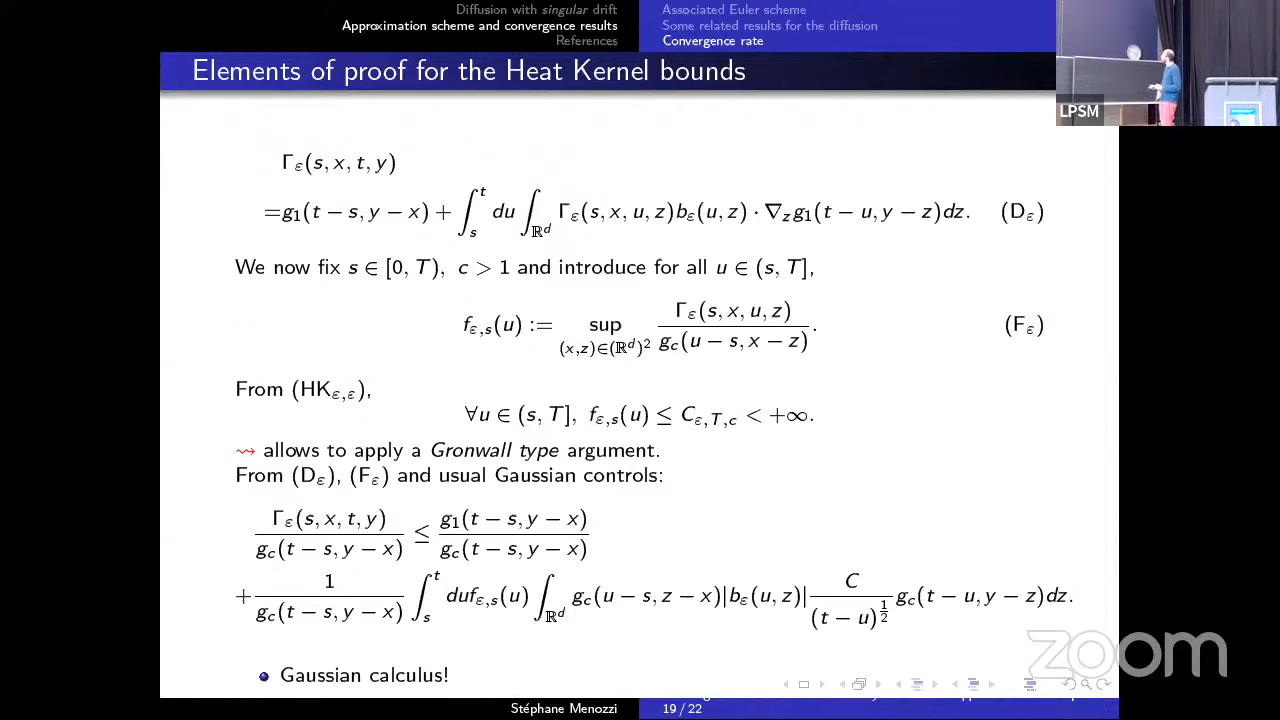 Diffusion with singular drift
Approximation scheme and convergence results
References
Associated Euler scheme
Some related results for the diffusion
Convergence rate
Elements of proof for the Heat Kernel bounds
LPSM
Γ_ε(s, x, t, y)
=g₁(t − s, y − x) + ∫_s^t du ∫_{ℝ^d} Γ_ε(s, x, u, z)b_ε(u, z) · ∇_z g₁(t − u, y − z)dz. (D_ε)
We now fix s ∈ [0, T), c > 1 and introduce for all u ∈ (s, T],
f_{ε,s}(u) := sup_{(x,z)∈(ℝ^d)²} Γ_ε(s, x, u, z) / g_c(u − s, x − z). (F_ε)
From (HK_{ε,ε}),
∀u ∈ (s, T], f_{ε,s}(u) ≤ C_{ε,T,c} < +∞.
⇝ allows to apply a Gronwall type argument.
From (D_ε), (F_ε) and usual Gaussian controls:
Γ_ε(s, x, t, y) / g_c(t − s, y − x) ≤ g₁(t − s, y − x) / g_c(t − s, y − x)
+ 1 / g_c(t − s, y − x) ∫_s^t du f_{ε,s}(u) ∫_{ℝ^d} g_c(u − s, z − x)|b_ε(u, z)| C / (t − u)^{1/2} g_c(t − u, y − z)dz.
• Gaussian calculus!
zoom
Stéphane Menozzi
19 / 22